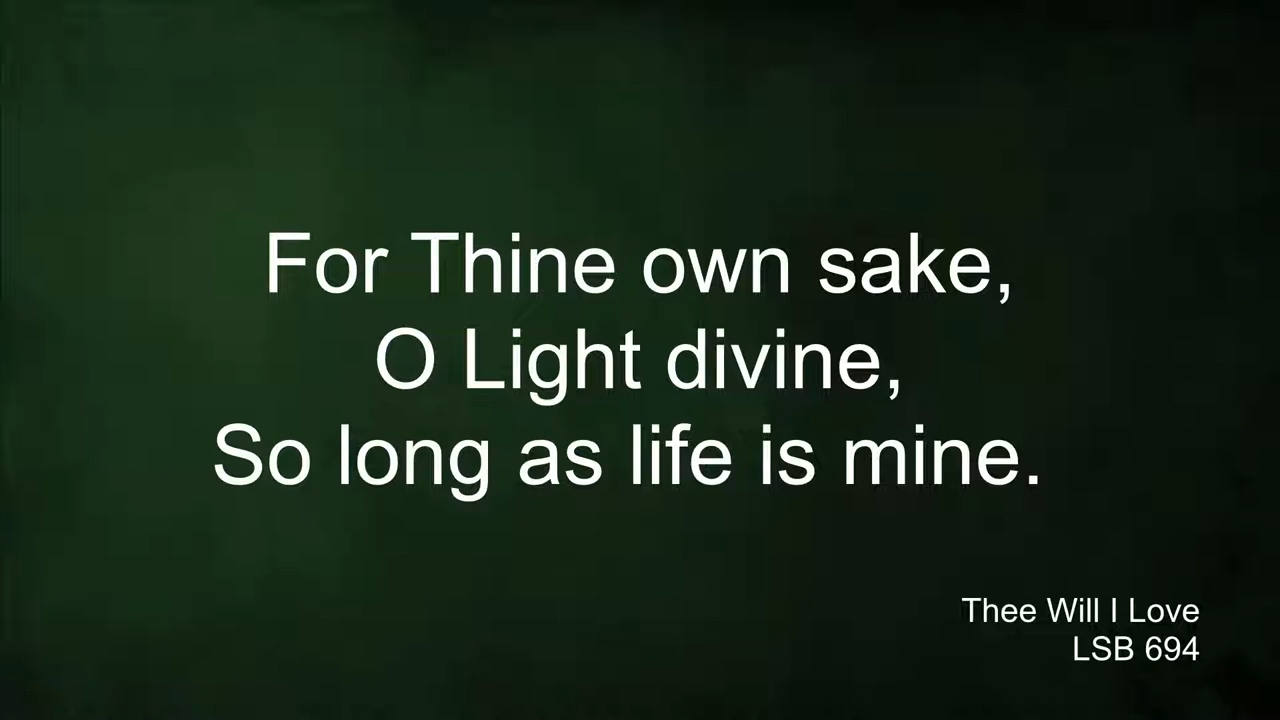 For Thine own sake,
O Light divine,
So long as life is mine.
Thee Will I Love
LSB 694